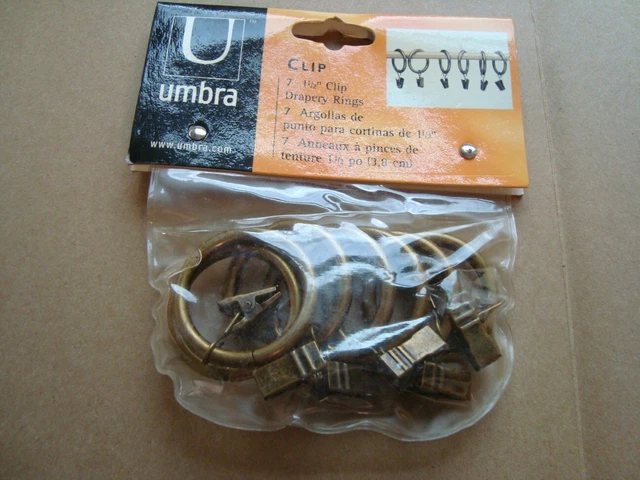 U™
umbra
www.umbra.com
CLIP
7 1½" Clip
Drapery Rings
7 Argollas de
punto para cortinas de 1½"
7 Anneaux à pinces de
tenture 1½ po (3,8 cm)